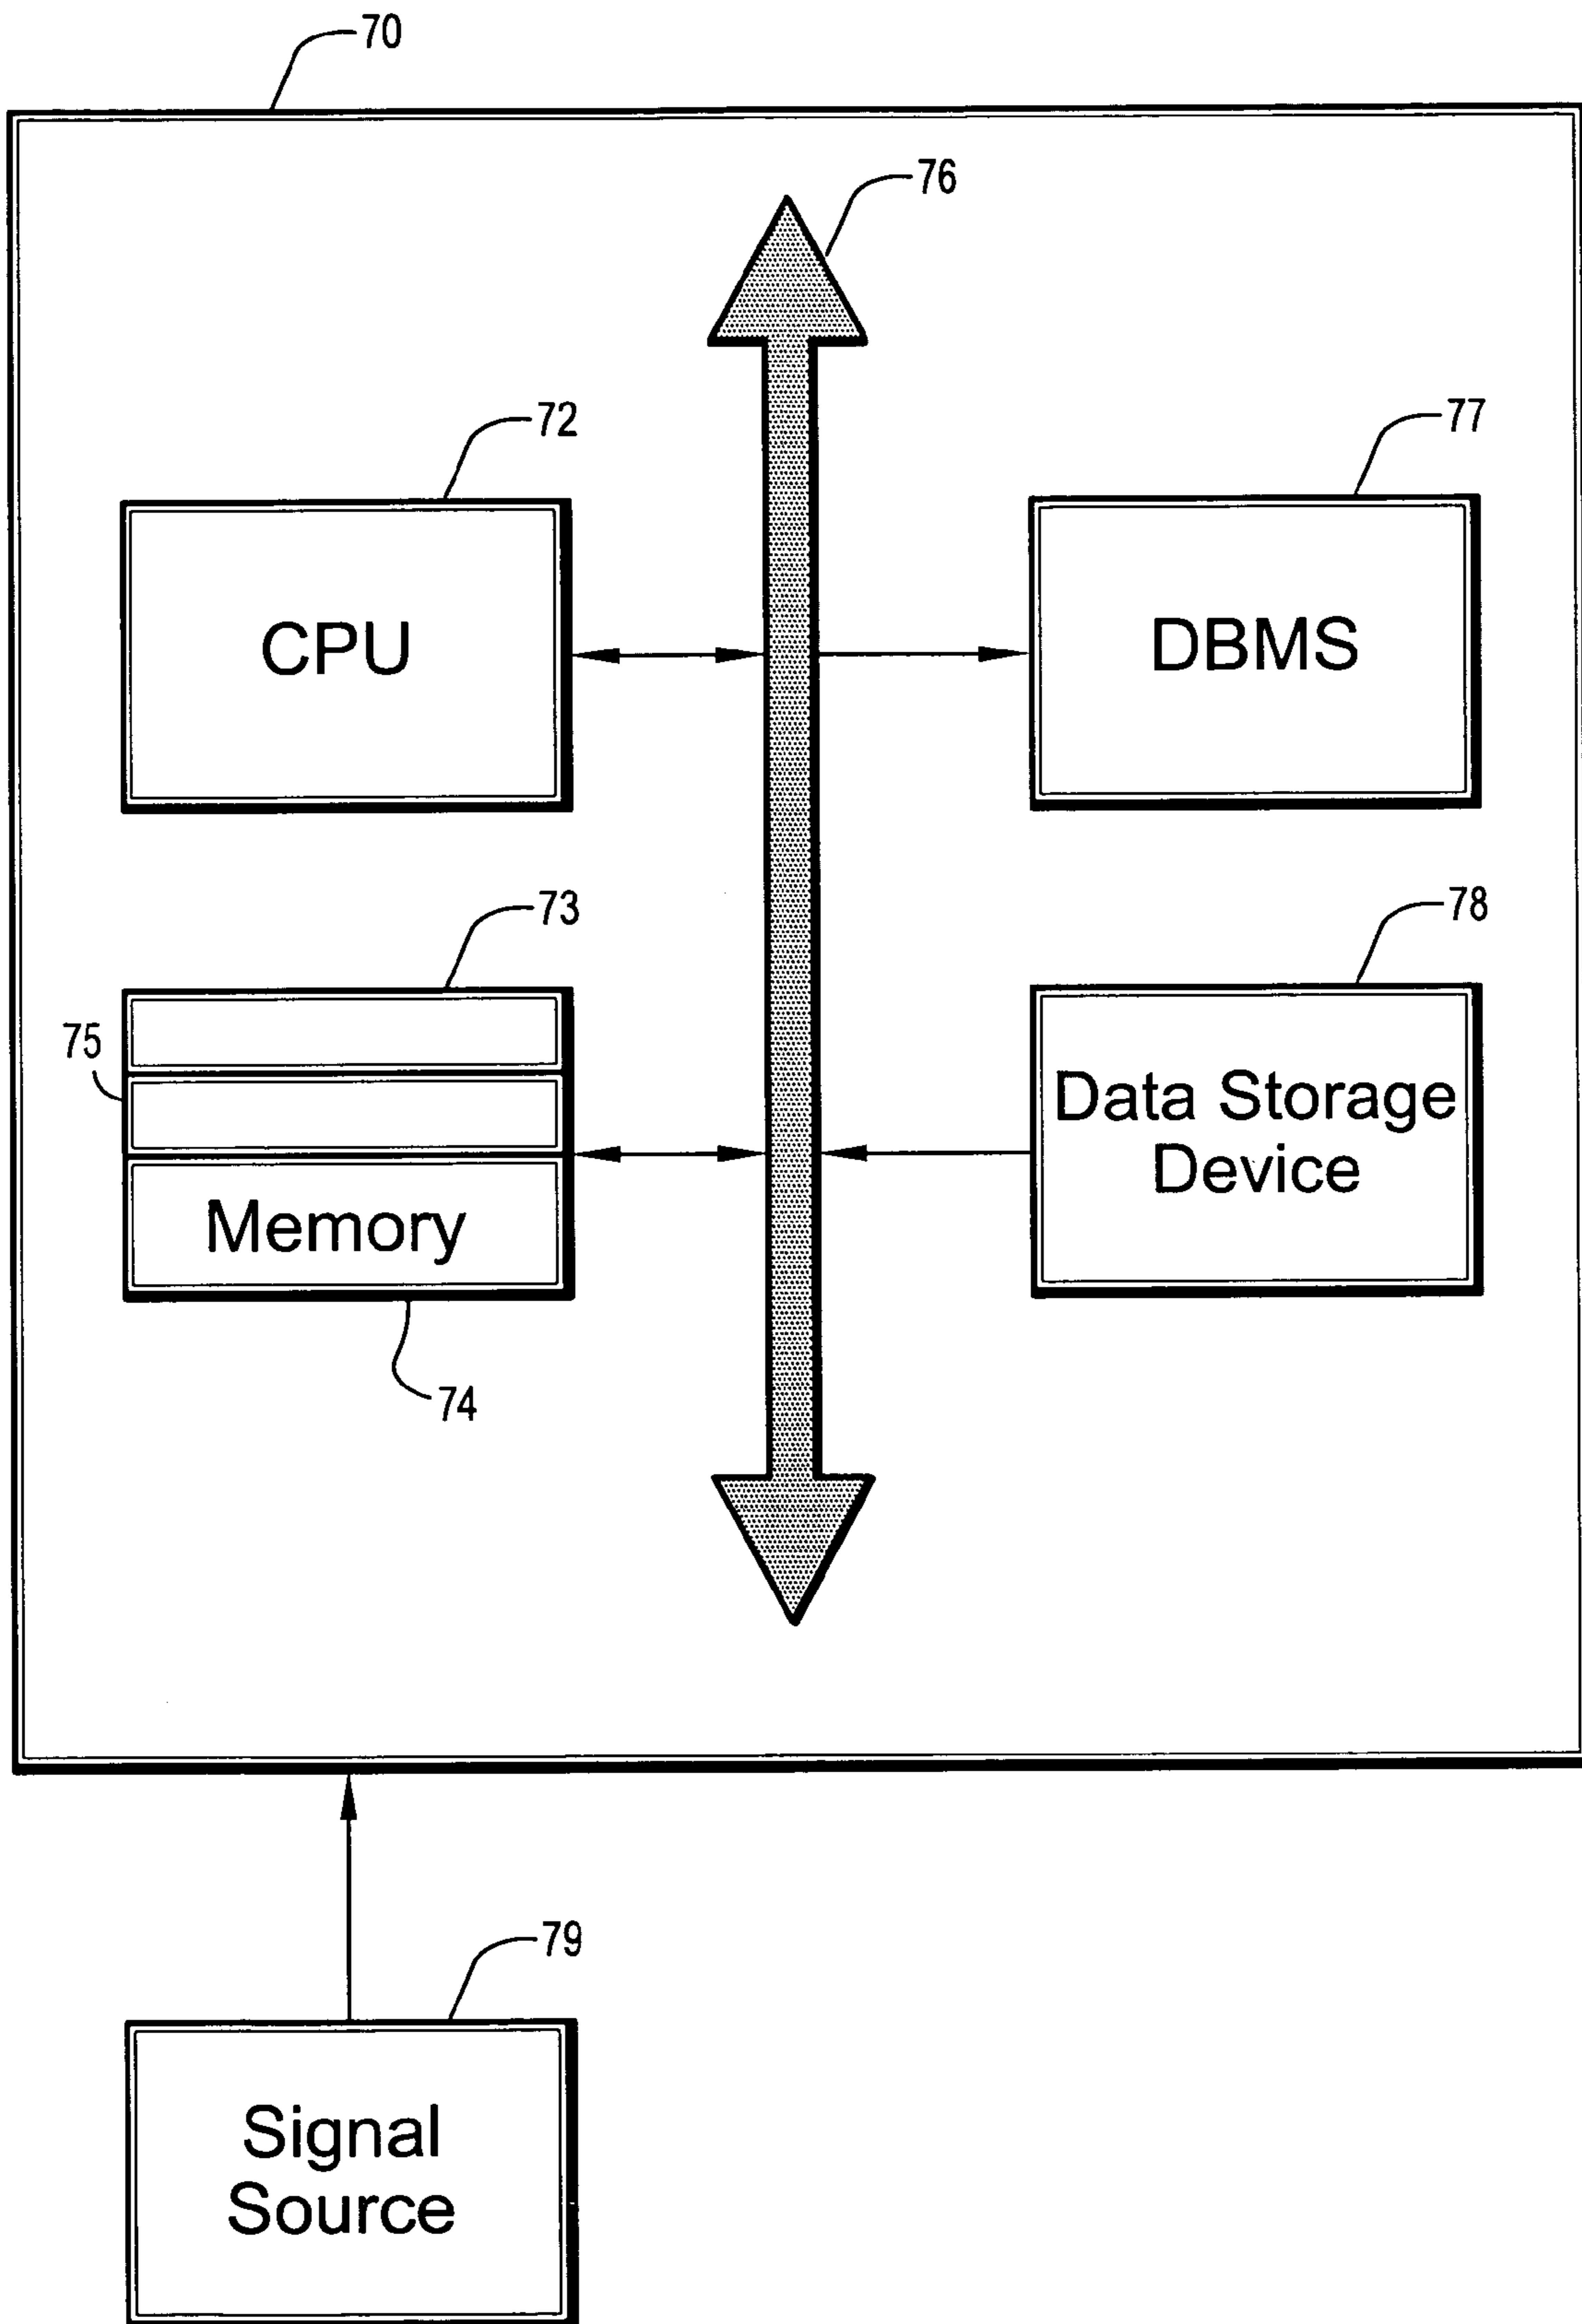 70
76
72
77
CPU
DBMS
73
78
75
Data Storage
Device
Memory
74
79
Signal
Source